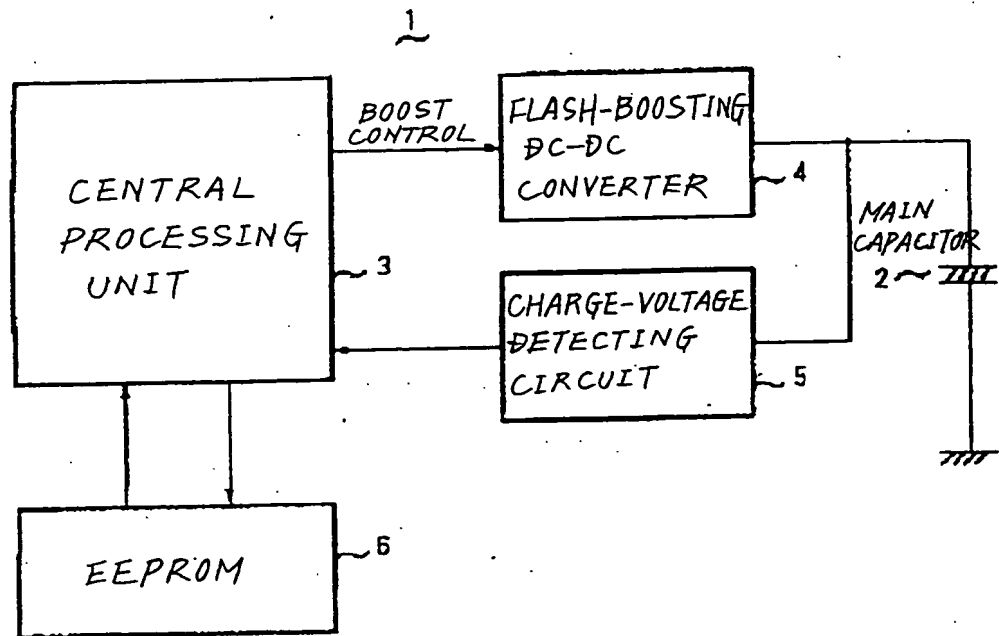 1
CENTRAL
PROCESSING
UNIT
3
BOOST
CONTROL
FLASH-BOOSTING
DC-DC
CONVERTER
4
MAIN
CAPACITOR
2
CHARGE-VOLTAGE
DETECTING
CIRCUIT
5
EEPROM
6